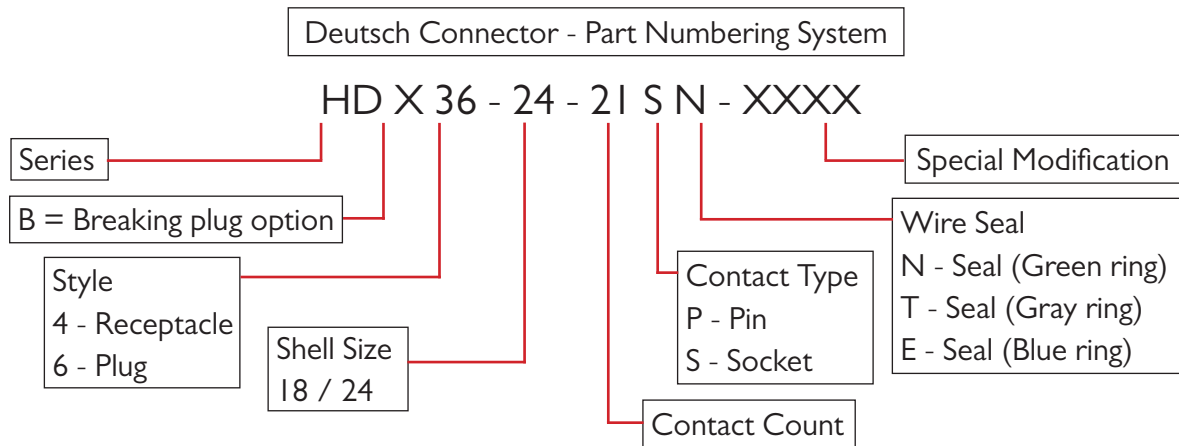 Deutsch Connector - Part Numbering System
HD X 36 - 24 - 21 S N - XXXX
Series
Special Modification
B = Breaking plug option
Style
4 - Receptacle
6 - Plug
Shell Size
18 / 24
Contact Type
P - Pin
S - Socket
Wire Seal
N - Seal (Green ring)
T - Seal (Gray ring)
E - Seal (Blue ring)
Contact Count